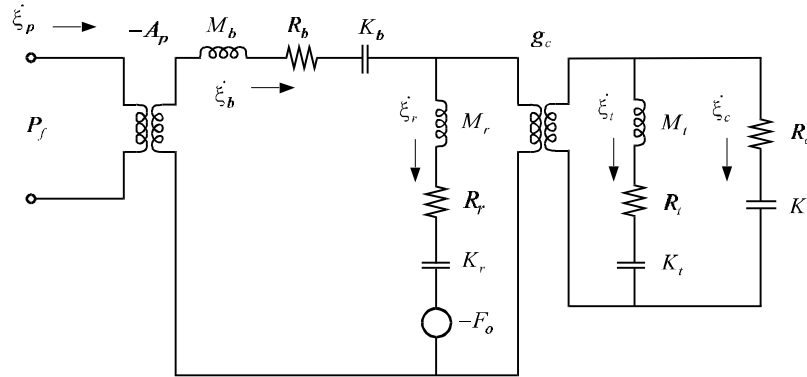 ξ̇p
-Ap
Mb
Rb
Kb
gc
ξ̇b
Pf
ξ̇r
Mr
ξ̇t
Mt
ξ̇c
Rr
Rt
Kr
Kt
K
-Fo